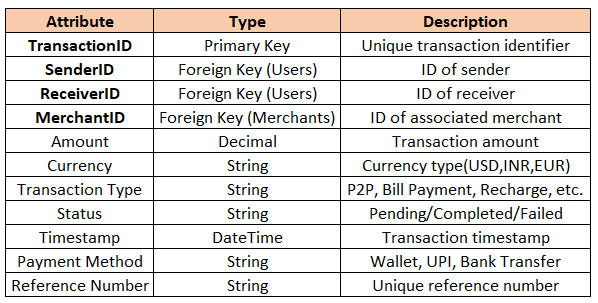 Attribute Type Description
TransactionID Primary Key Unique transaction identifier
SenderID Foreign Key (Users) ID of sender
ReceiverID Foreign Key (Users) ID of receiver
MerchantID Foreign Key (Merchants) ID of associated merchant
Amount Decimal Transaction amount
Currency String Currency type(USD,INR,EUR)
Transaction Type String P2P, Bill Payment, Recharge, etc.
Status String Pending/Completed/Failed
Timestamp DateTime Transaction timestamp
Payment Method String Wallet, UPI, Bank Transfer
Reference Number String Unique reference number